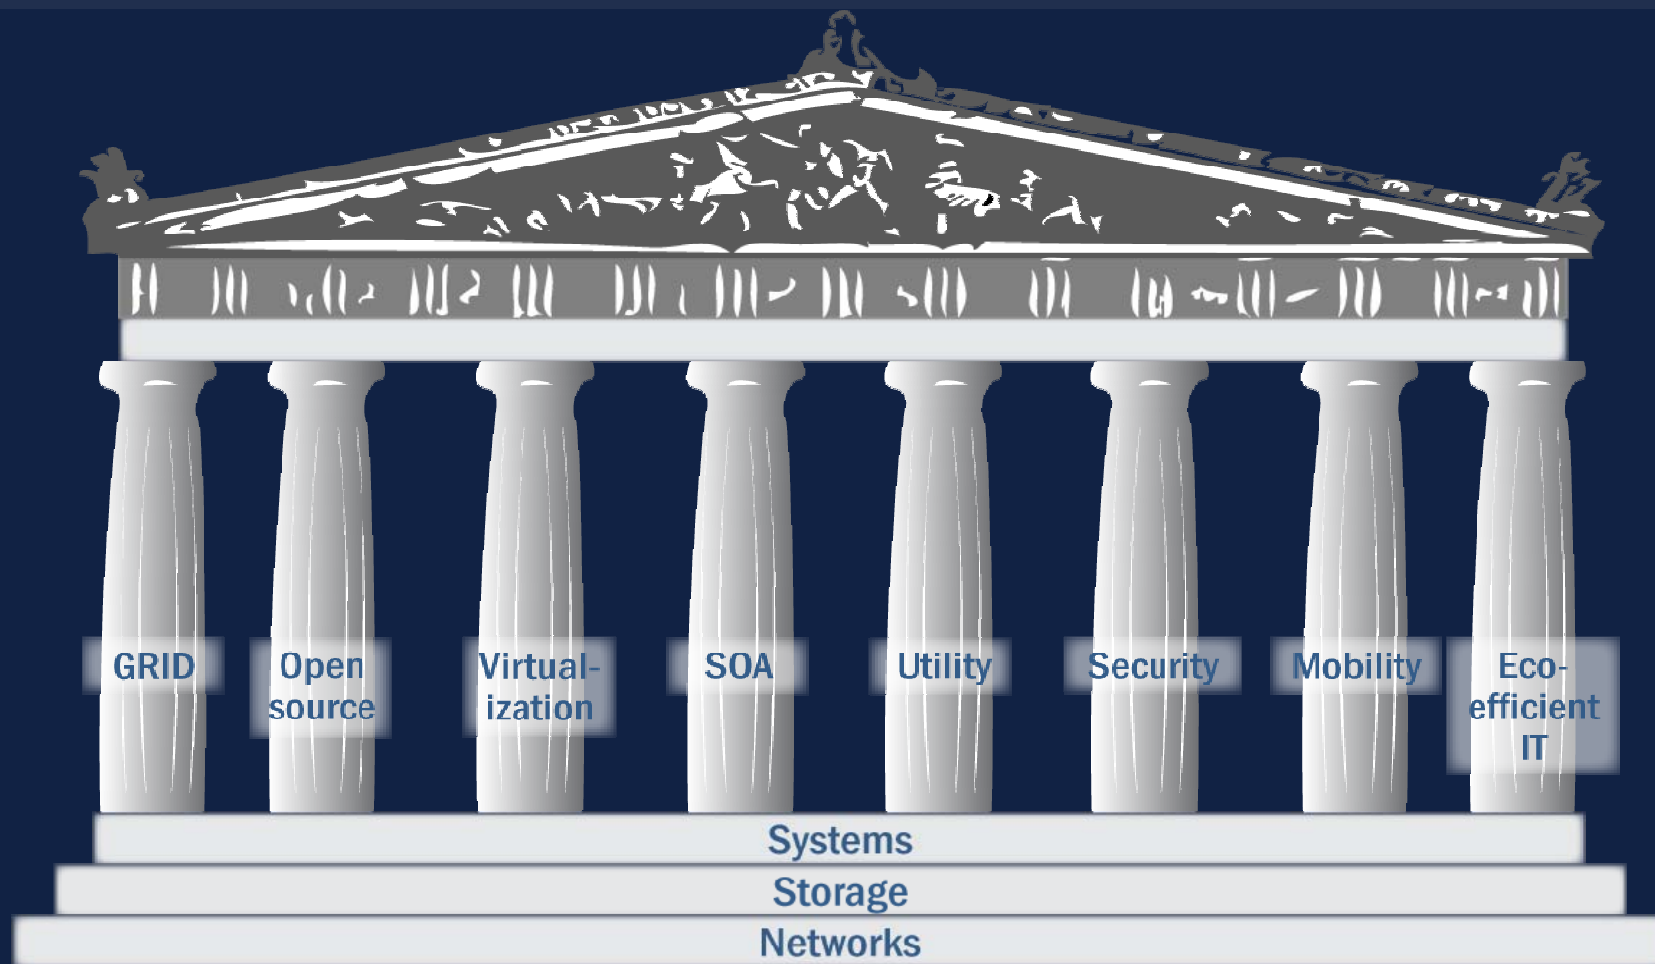 GRID
Open
source
Virtual-
ization
SOA
Utility
Security
Mobility
Eco-
efficient
IT
Systems
Storage
Networks